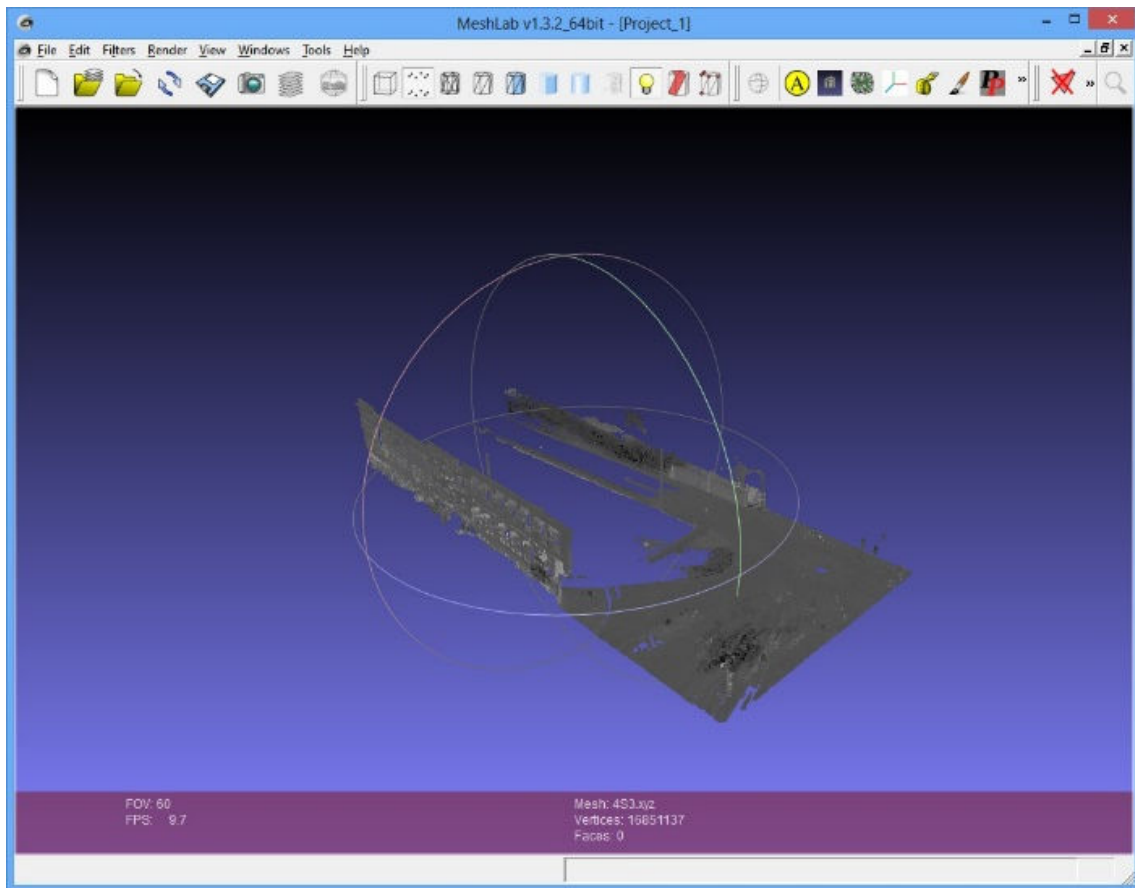 MeshLab v1.3.2_64bit - [Project_1]
File Edit Filters Render View Windows Tools Help
A
PP
FOV: 60
FPS: 9.7
Mesh: 4S3.xyz
Vertices: 16851137
Faces: 0